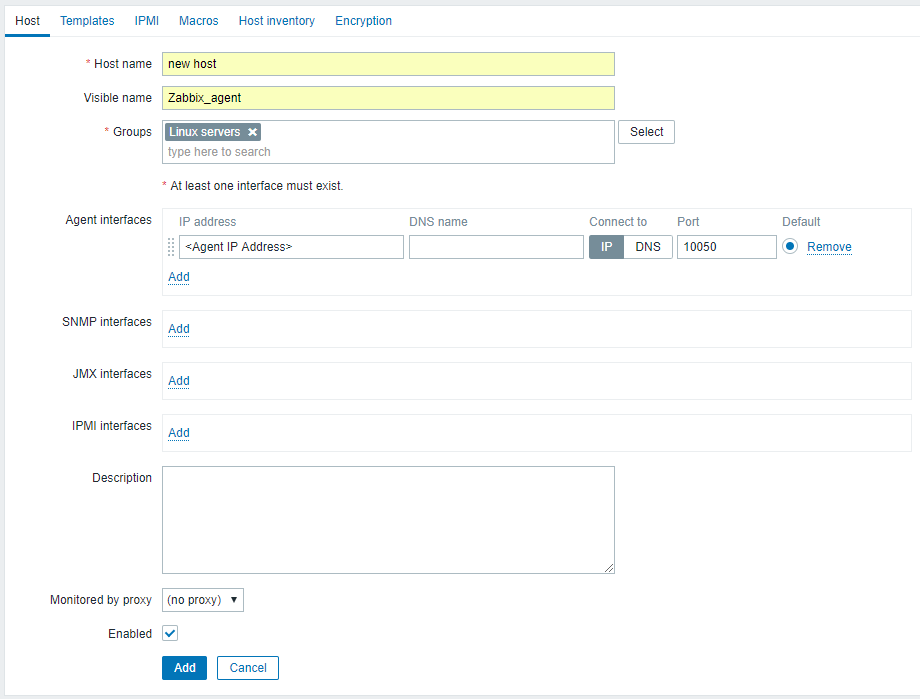 Host Templates IPMI Macros Host inventory Encryption
* Host name new host
Visible name Zabbix_agent
* Groups Linux servers × Select
type here to search
* At least one interface must exist.
Agent interfaces IP address DNS name Connect to Port Default
<Agent IP Address> IP DNS 10050 Remove
Add
SNMP interfaces Add
JMX interfaces Add
IPMI interfaces Add
Description
Monitored by proxy (no proxy)
Enabled
Add Cancel